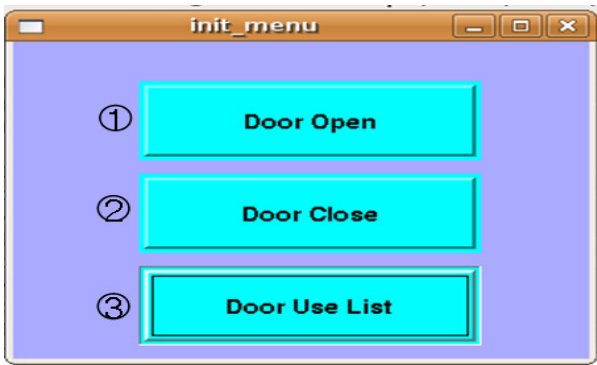 init_menu
① Door Open
② Door Close
③ Door Use List